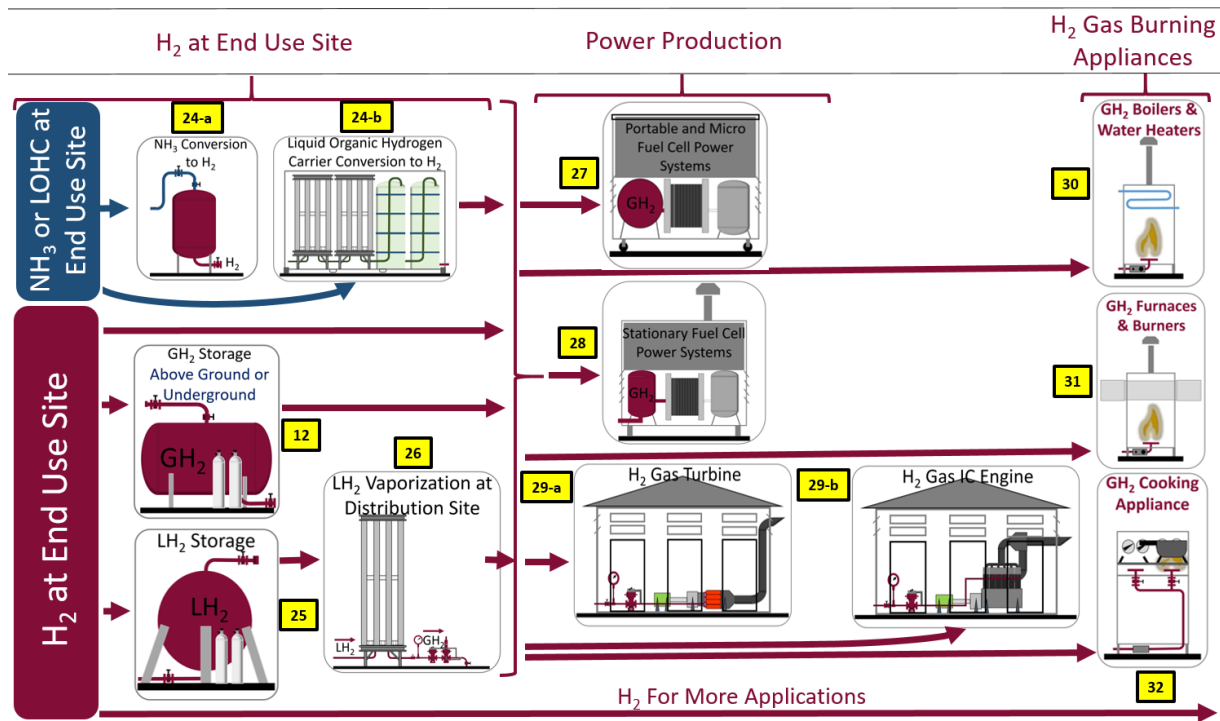 H₂ at End Use Site
Power Production
H₂ Gas Burning
Appliances
NH₃ or LOHC at
End Use Site
24-a
NH₃ Conversion
to H₂
H₂
24-b
Liquid Organic Hydrogen
Carrier Conversion to H₂
27
Portable and Micro
Fuel Cell Power
Systems
GH₂
GH₂ Boilers &
Water Heaters
30
H₂ at End Use Site
GH₂ Storage
Above Ground or
Underground
GH₂
12
28
Stationary Fuel Cell
Power Systems
GH₂
GH₂ Furnaces
& Burners
31
26
LH₂ Vaporization at
Distribution Site
LH₂
GH₂
LH₂ Storage
LH₂
25
29-a
H₂ Gas Turbine
29-b
H₂ Gas IC Engine
GH₂ Cooking
Appliance
32
H₂ For More Applications